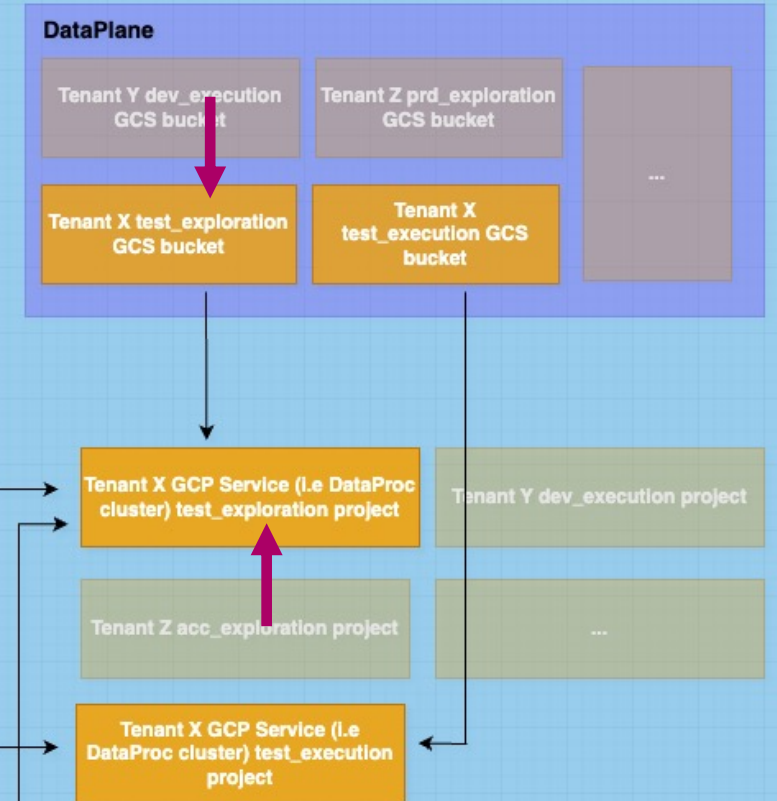 DataPlane
Tenant Y dev_execution
GCS bucket
Tenant Z prd_exploration
GCS bucket
...
Tenant X test_exploration
GCS bucket
Tenant X
test_execution GCS
bucket
Tenant X GCP Service (i.e DataProc
cluster) test_exploration project
Tenant Y dev_execution project
Tenant Z acc_exploration project
...
Tenant X GCP Service (i.e
DataProc cluster) test_execution
project